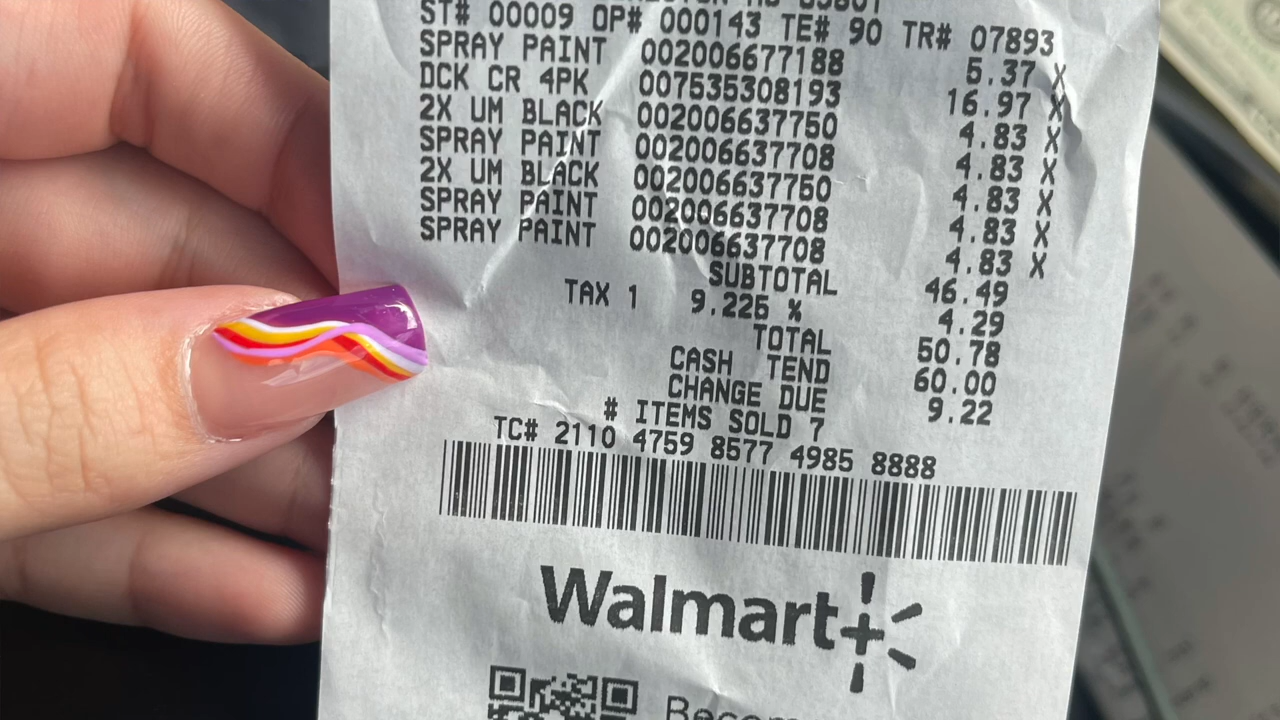 ST# 00009 OP# 000143 TE# 90 TR# 07893
SPRAY PAINT 002006677188 5.37 X
DCK CR 4PK 007535308193 16.97 X
2X UM BLACK 002006637750 4.83 X
SPRAY PAINT 002006637708 4.83 X
2X UM BLACK 002006637750 4.83 X
SPRAY PAINT 002006637708 4.83 X
SPRAY PAINT 002006637708 4.83 X
SUBTOTAL 46.49
TAX 1 9.225 % 4.29
TOTAL 50.78
CASH TEND 60.00
CHANGE DUE 9.22
# ITEMS SOLD 7
TC# 2110 4759 8577 4985 8888
Walmart+